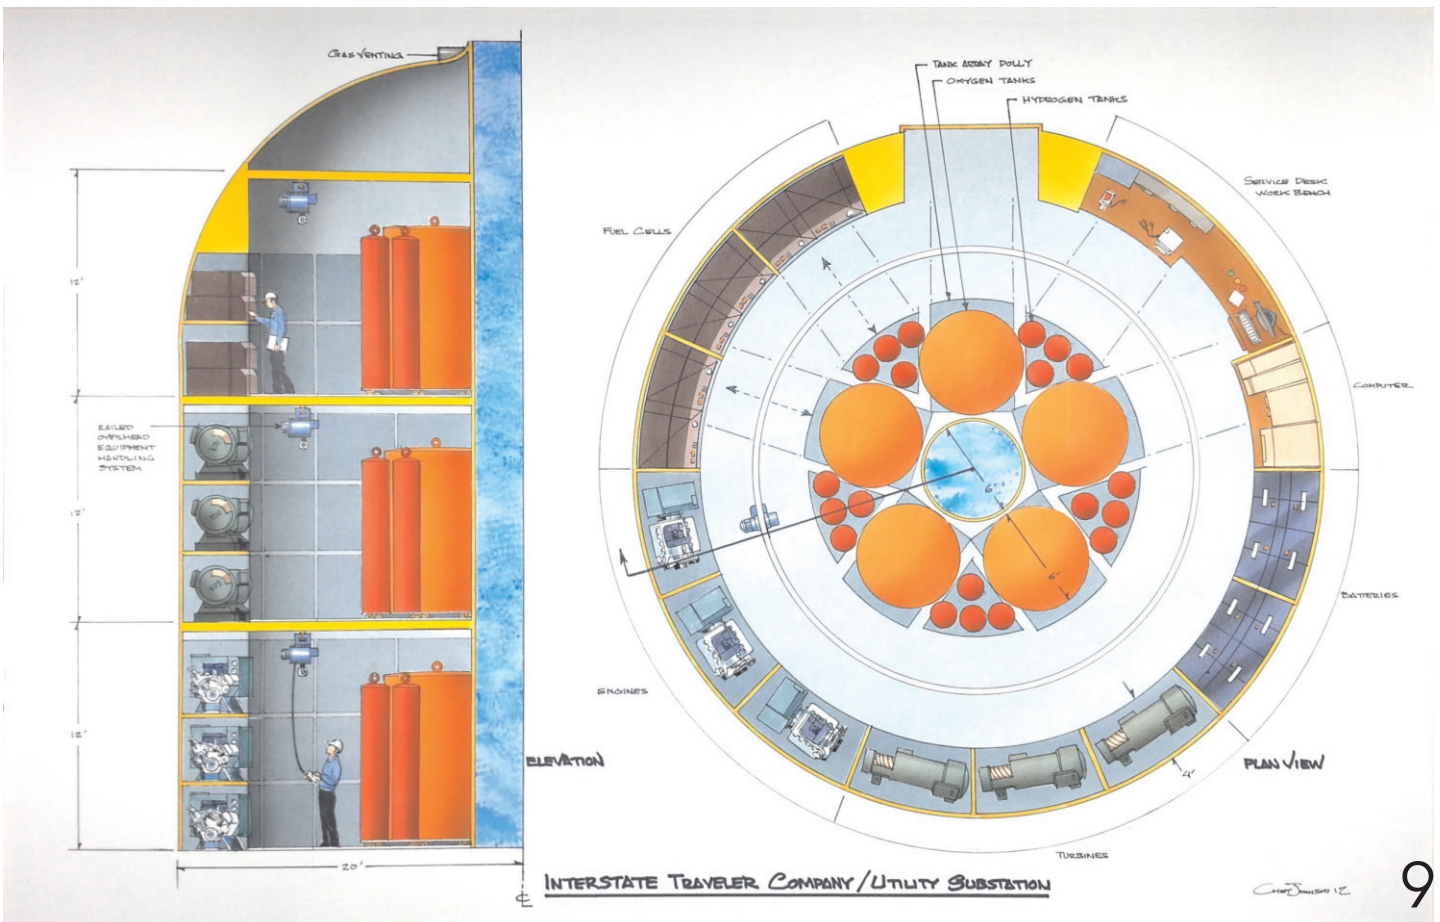 GAS VENTING
TANK ARRAY DOLLY
OXYGEN TANKS
HYDROGEN TANKS
SERVICE DESK
WORK BENCH
FUEL CELLS
12'
COMPUTER
RAILED
OVERHEAD
EQUIPMENT
HANDLING
SYSTEM
12'
6'
6'
BATTERIES
ENGINES
12'
ELEVATION
PLAN VIEW
4'
TURBINES
20'
INTERSTATE TRAVELER COMPANY/UTILITY SUBSTATION
℄
9